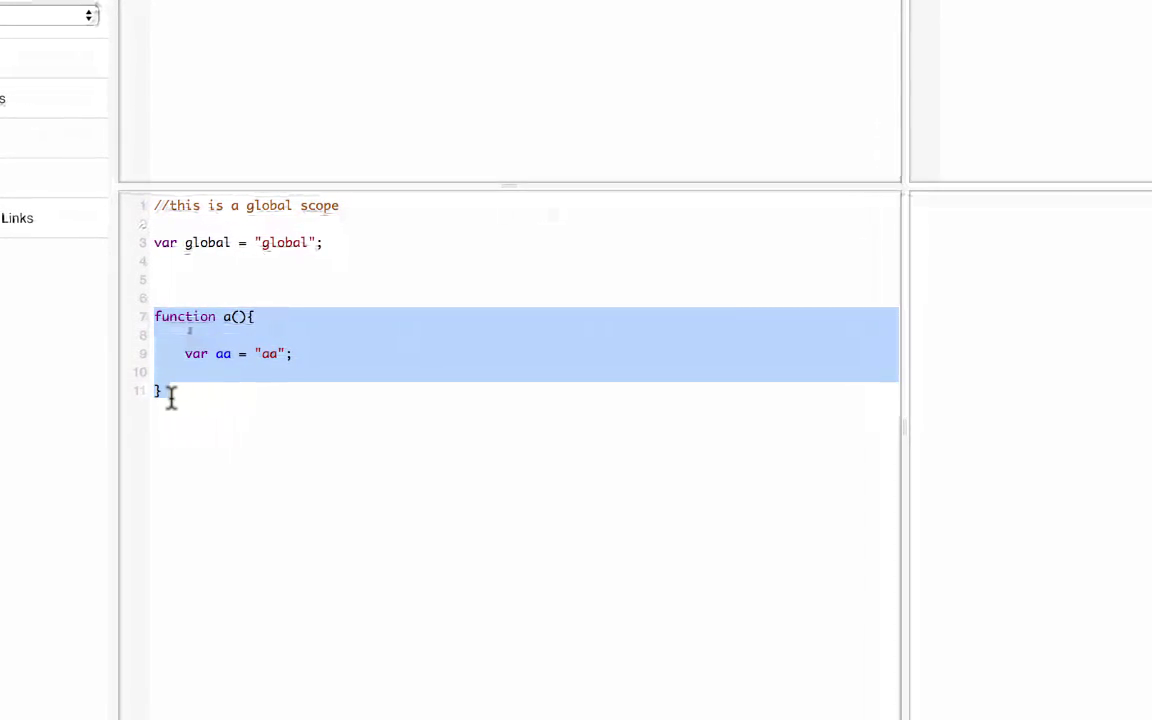 s
Links
1 //this is a global scope
2
3 var global = "global";
4
5
6
7 function a(){
8
9     var aa = "aa";
10
11 }